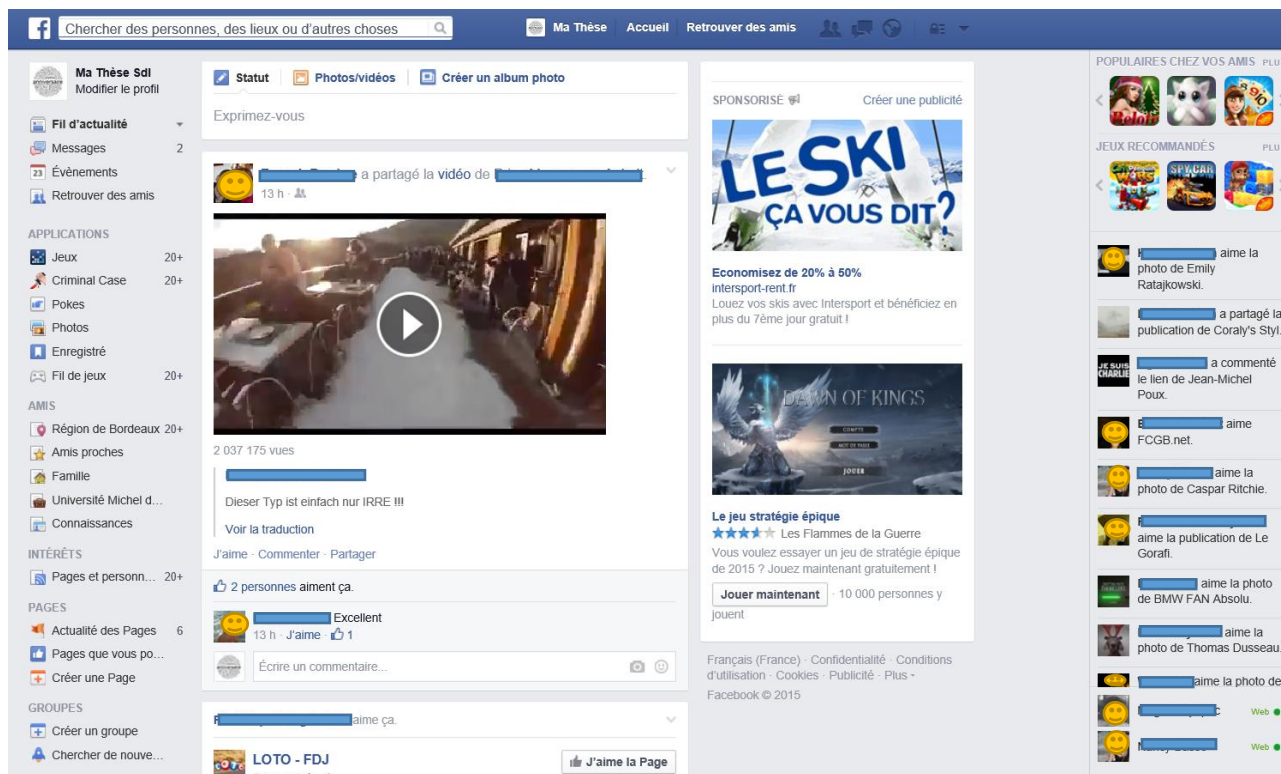 f
Chercher des personnes, des lieux ou d'autres choses
Ma Thèse
Accueil
Retrouver des amis
Ma Thèse Sdl
Modifier le profil
Fil d'actualité
Messages 2
23 Évènements
Retrouver des amis
APPLICATIONS
Jeux 20+
Criminal Case 20+
Pokes
Photos
Enregistré
Fil de jeux 20+
AMIS
Région de Bordeaux 20+
Amis proches
Famille
Université Michel d...
Connaissances
INTÉRÊTS
Pages et personn... 20+
PAGES
Actualité des Pages 6
Pages que vous po...
Créer une Page
GROUPES
Créer un groupe
Chercher de nouve...
Statut
Photos/vidéos
Créer un album photo
Exprimez-vous
a partagé la vidéo de
13 h ·
2 037 175 vues
Dieser Typ ist einfach nur IRRE !!!
Voir la traduction
J'aime · Commenter · Partager
2 personnes aiment ça.
Excellent
13 h · J'aime · 1
Écrire un commentaire...
aime ça.
LOTO - FDJ
J'aime la Page
SPONSORISÉ
Créer une publicité
LE SKI
ÇA VOUS DIT?
Economisez de 20% à 50%
intersport-rent.fr
Louez vos skis avec Intersport et bénéficiez en
plus du 7ème jour gratuit !
DAWN OF KINGS
COMPTE
MOT DE PASSE
JOUER
Le jeu stratégie épique
Les Flammes de la Guerre
Vous voulez essayer un jeu de stratégie épique
de 2015 ? Jouez maintenant gratuitement !
Jouer maintenant · 10 000 personnes y
jouent
Français (France) · Confidentialité · Conditions
d'utilisation · Cookies · Publicité · Plus
Facebook © 2015
POPULAIRES CHEZ VOS AMIS PLU
Belote
JEUX RECOMMANDÉS PLU
SPY CAR
aime la
photo de Emily
Ratajkowski.
a partagé la
publication de Coraly's Styl.
JE SUIS
CHARLIE
a commenté
le lien de Jean-Michel
Poux.
aime
FCGB.net.
aime la
photo de Caspar Ritchie.
aime la publication de Le
Gorafi.
aime la photo
de BMW FAN Absolu.
aime la
photo de Thomas Dusseau.
aime la photo de
Web
Web